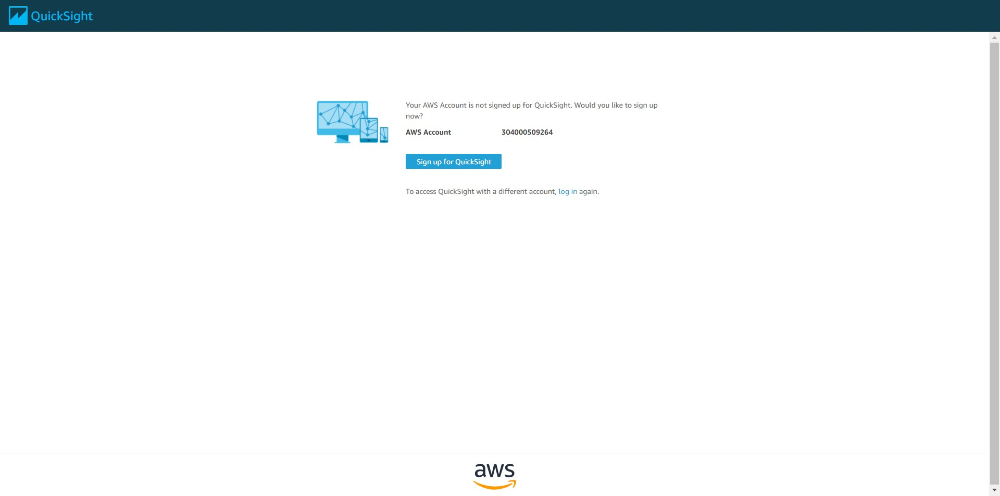 QuickSight
Your AWS Account is not signed up for QuickSight. Would you like to sign up
now?
AWS Account 304000509264
Sign up for QuickSight
To access QuickSight with a different account, log in again.
aws